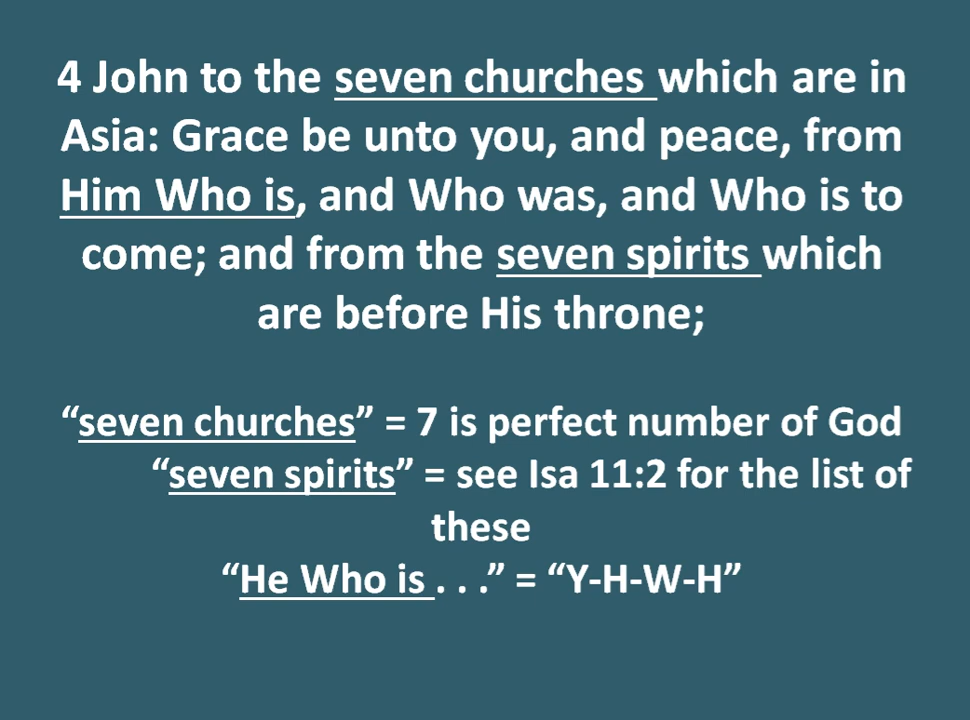 4 John to the seven churches which are in
Asia: Grace be unto you, and peace, from
Him Who is, and Who was, and Who is to
come; and from the seven spirits which
are before His throne;
“seven churches” = 7 is perfect number of God
“seven spirits” = see Isa 11:2 for the list of
these
“He Who is . . .” = “Y-H-W-H”